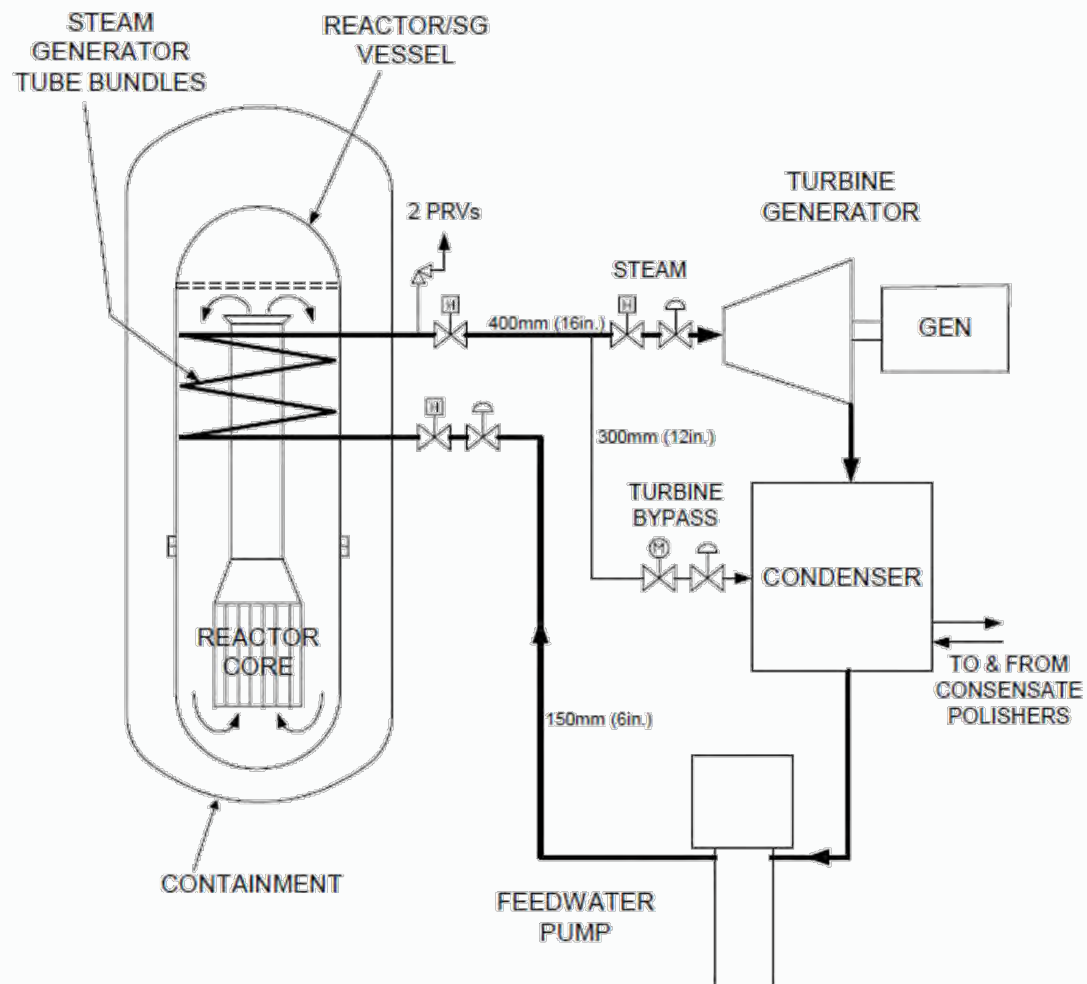 STEAM
GENERATOR
TUBE BUNDLES
REACTOR/SG
VESSEL
2 PRVs
TURBINE
GENERATOR
STEAM
H
H
400mm (16in.)
GEN
H
300mm (12in.)
TURBINE
BYPASS
M
CONDENSER
REACTOR
CORE
TO & FROM
CONSENSATE
POLISHERS
150mm (6in.)
CONTAINMENT
FEEDWATER
PUMP